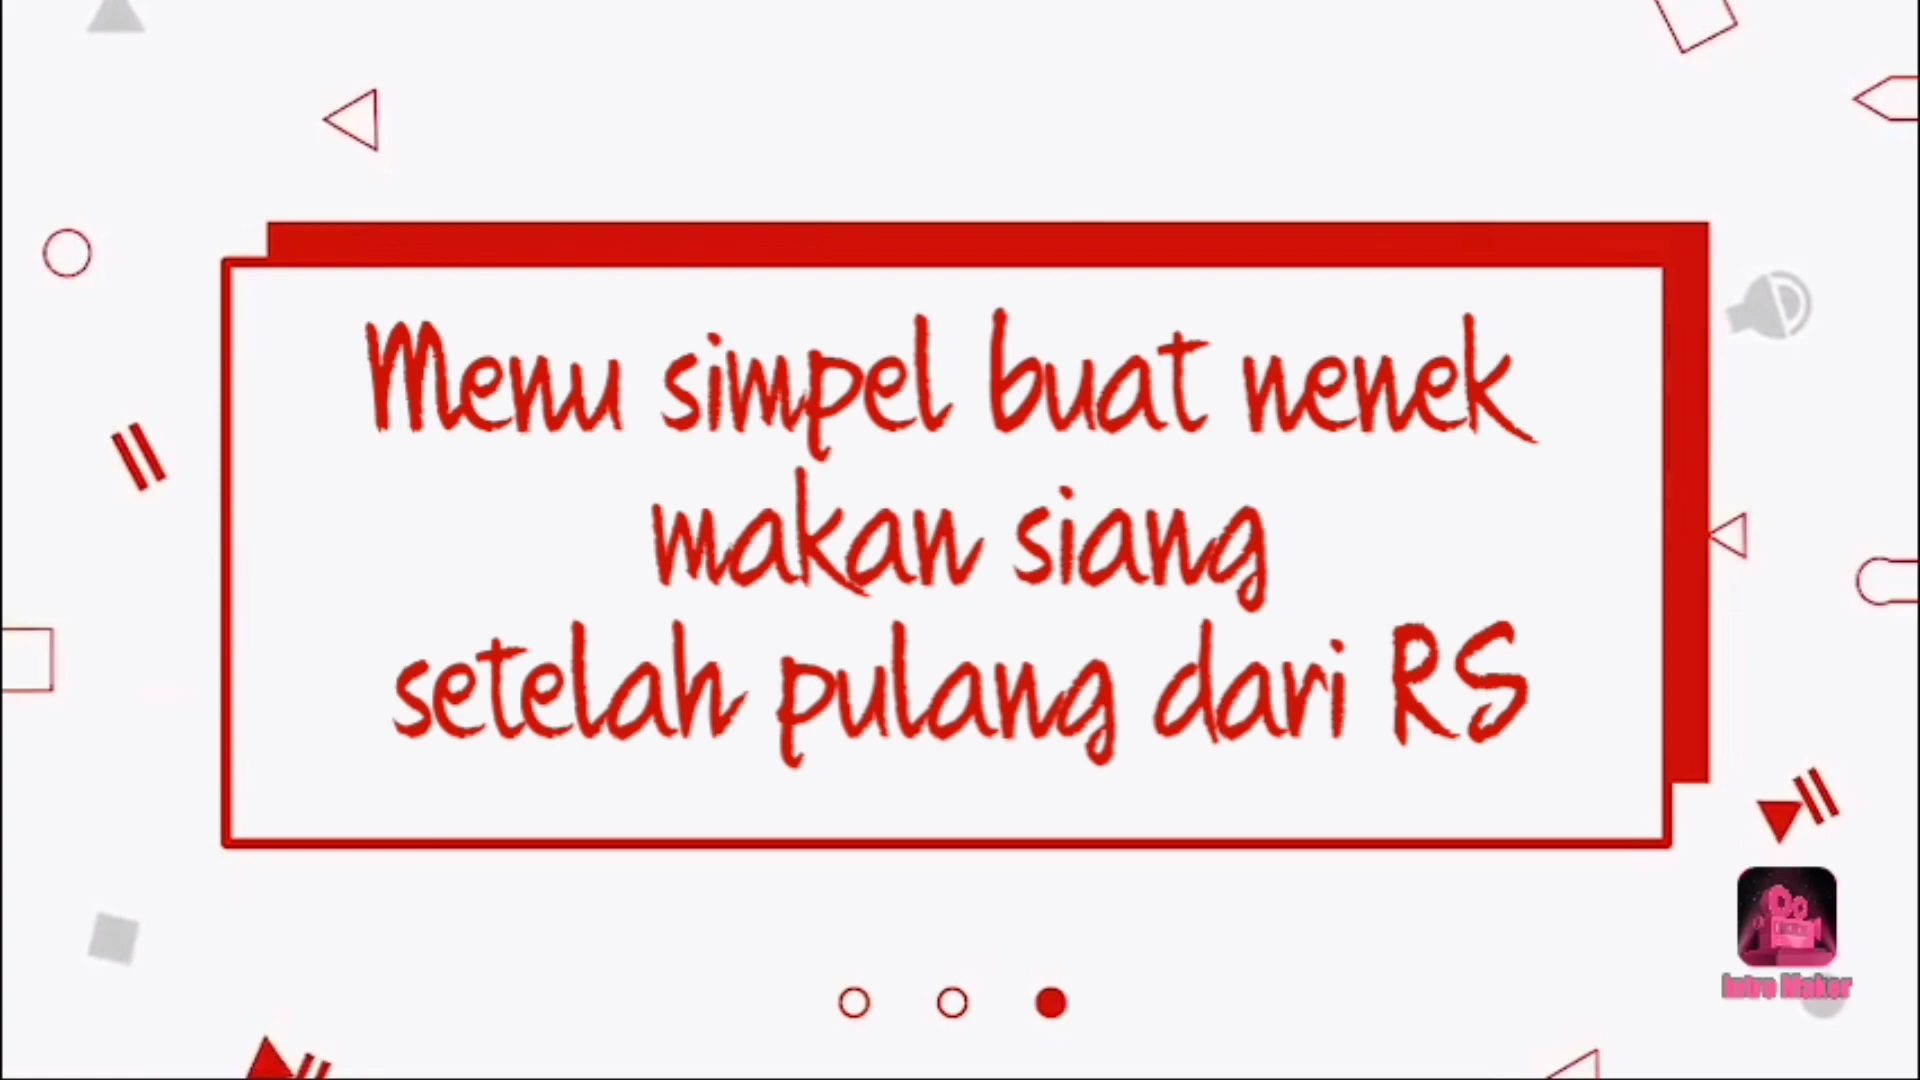 Menu simpel buat nenek
makan siang
setelah pulang dari RS
Intro Maker